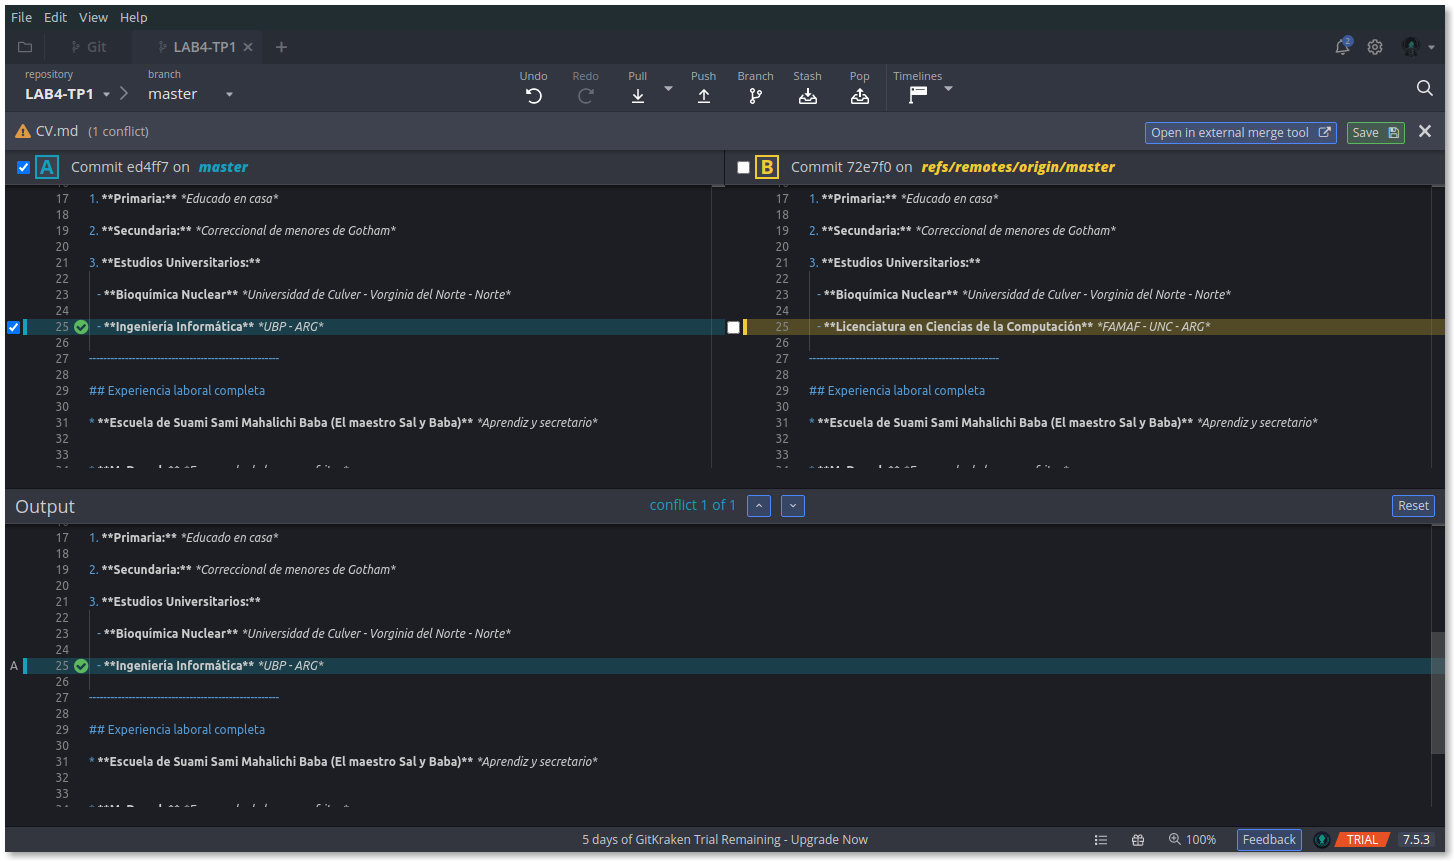 File Edit View Help
Git LAB4-TP1
2
repository branch
LAB4-TP1 master
Undo Redo Pull Push Branch Stash Pop Timelines
CV.md (1 conflict) Open in external merge tool Save
A Commit ed4ff7 on master
17 1. **Primaria:** *Educado en casa*
18
19 2. **Secundaria:** *Correccional de menores de Gotham*
20
21 3. **Estudios Universitarios:**
22
23 - **Bioquímica Nuclear** *Universidad de Culver - Vorginia del Norte - Norte*
24
25 - **Ingeniería Informática** *UBP - ARG*
26
27 --------------------------------------------------
28
29 ## Experiencia laboral completa
30
31 * **Escuela de Suami Sami Mahalichi Baba (El maestro Sal y Baba)** *Aprendiz y secretario*
32
33
B Commit 72e7f0 on refs/remotes/origin/master
17 1. **Primaria:** *Educado en casa*
18
19 2. **Secundaria:** *Correccional de menores de Gotham*
20
21 3. **Estudios Universitarios:**
22
23 - **Bioquímica Nuclear** *Universidad de Culver - Vorginia del Norte - Norte*
24
25 - **Licenciatura en Ciencias de la Computación** *FAMAF - UNC - ARG*
26
27 --------------------------------------------------
28
29 ## Experiencia laboral completa
30
31 * **Escuela de Suami Sami Mahalichi Baba (El maestro Sal y Baba)** *Aprendiz y secretario*
32
33
Output conflict 1 of 1 Reset
17 1. **Primaria:** *Educado en casa*
18
19 2. **Secundaria:** *Correccional de menores de Gotham*
20
21 3. **Estudios Universitarios:**
22
23 - **Bioquímica Nuclear** *Universidad de Culver - Vorginia del Norte - Norte*
24
A 25 - **Ingeniería Informática** *UBP - ARG*
26
27 --------------------------------------------------
28
29 ## Experiencia laboral completa
30
31 * **Escuela de Suami Sami Mahalichi Baba (El maestro Sal y Baba)** *Aprendiz y secretario*
32
33
5 days of GitKraken Trial Remaining - Upgrade Now 100% Feedback TRIAL 7.5.3